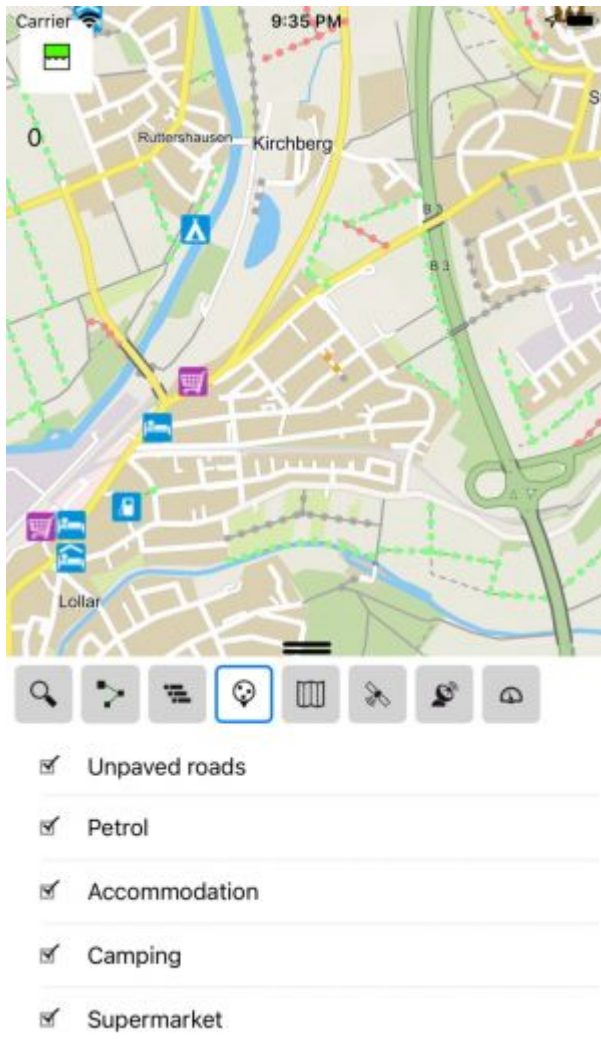 Carrier 9:35 PM
S
0
Ruttershausen
Kirchberg
B 3
B 3
Lollar
Unpaved roads
Petrol
Accommodation
Camping
Supermarket